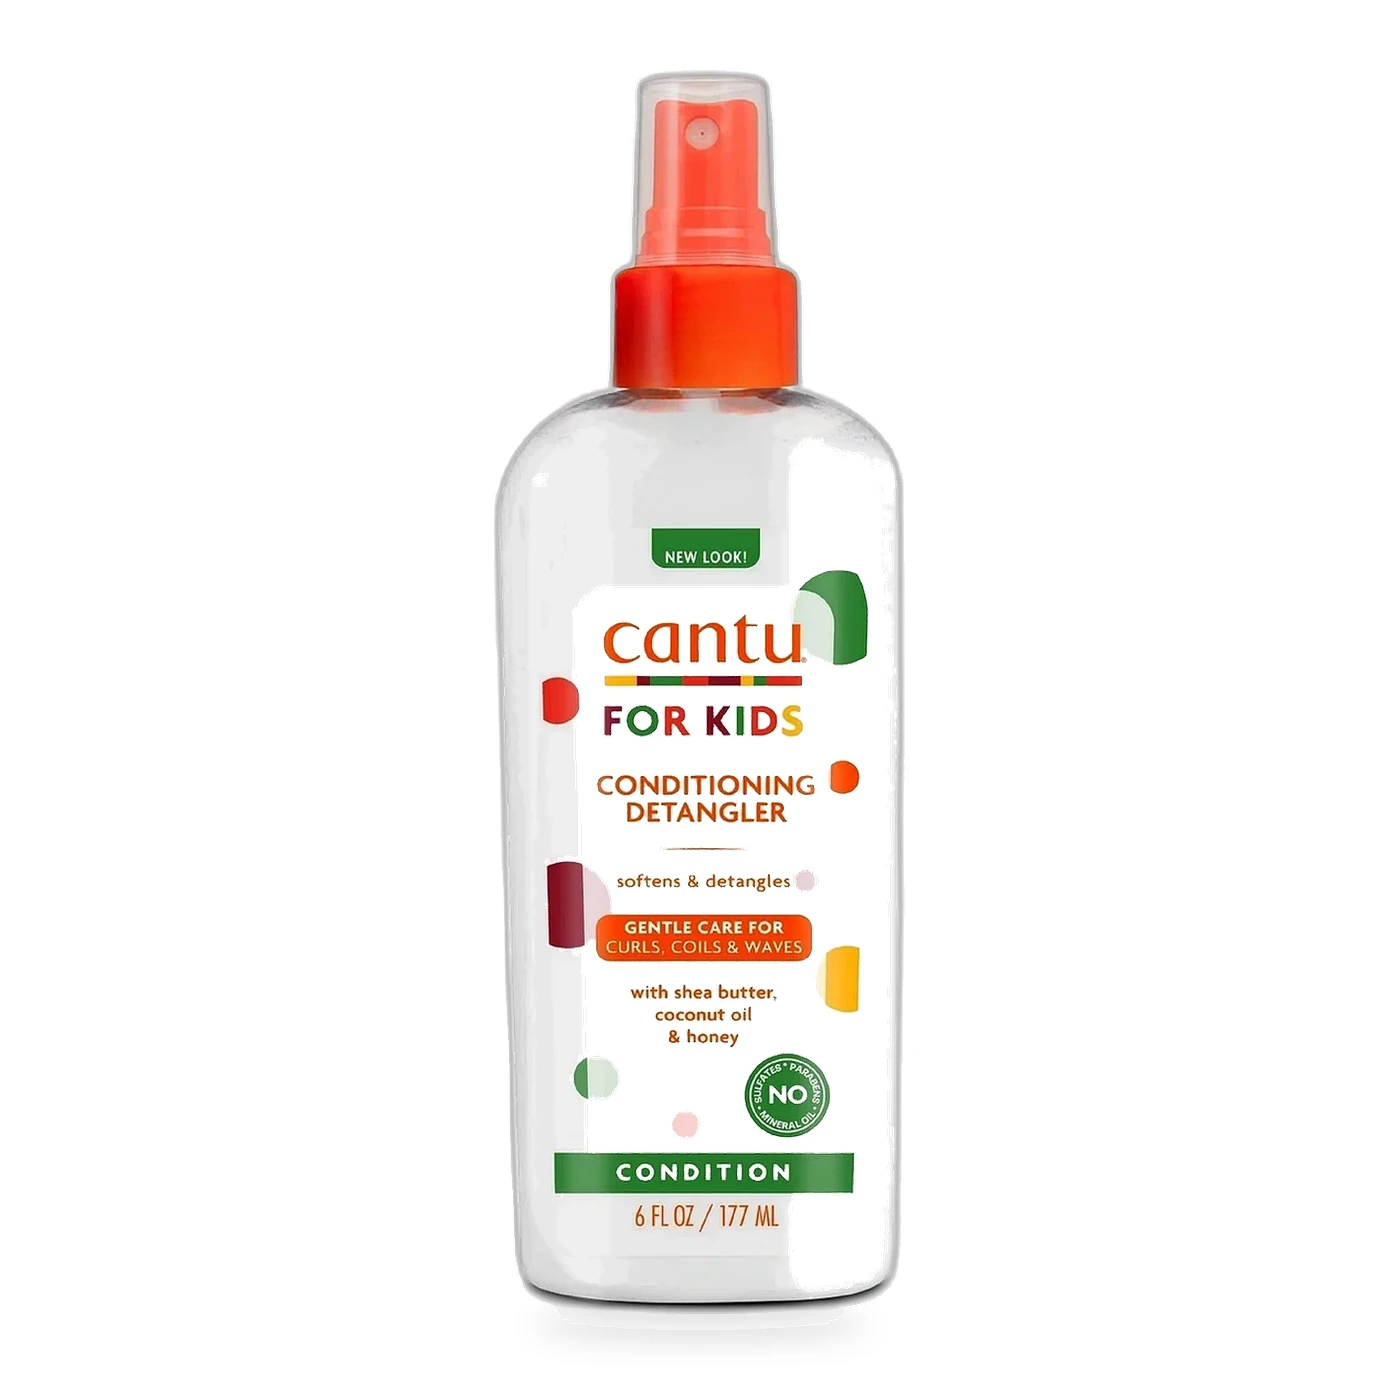 NEW LOOK!
cantu
FOR KIDS
CONDITIONING
DETANGLER
softens & detangles
GENTLE CARE FOR
CURLS, COILS & WAVES
with shea butter,
coconut oil
& honey
SULFATES * PARABENS
NO
• MINERAL OIL •
CONDITION
6 FL OZ / 177 ML